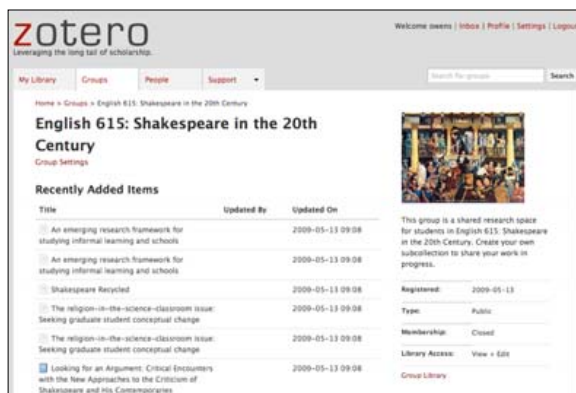 zotero
Leveraging the long tail of scholarship.
Welcome owens | Inbox | Profile | Settings | Logout
My Library Groups People Support
Search for groups Search
Home » Groups » English 615: Shakespeare in the 20th Century
English 615: Shakespeare in the 20th
Century
Group Settings
Recently Added Items
Title Updated By Updated On
An emerging research framework for 2009-05-13 09:08
studying informal learning and schools
An emerging research framework for 2009-05-13 09:08
studying informal learning and schools
Shakespeare Recycled 2009-05-13 09:08
The religion-in-the-science-classroom issue: 2009-05-13 09:08
Seeking graduate student conceptual change
The religion-in-the-science-classroom issue: 2009-05-13 09:08
Seeking graduate student conceptual change
Looking for an Argument: Critical Encounters 2009-05-13 09:08
with the New Approaches to the Criticism of
Shakespeare and His Contemporaries
This group is a shared research space
for students in English 615: Shakespeare
in the 20th Century. Create your own
subcollection to share your work in
progress.
Registered: 2009-05-13
Type: Public
Membership: Closed
Library Access: View + Edit
Group Library